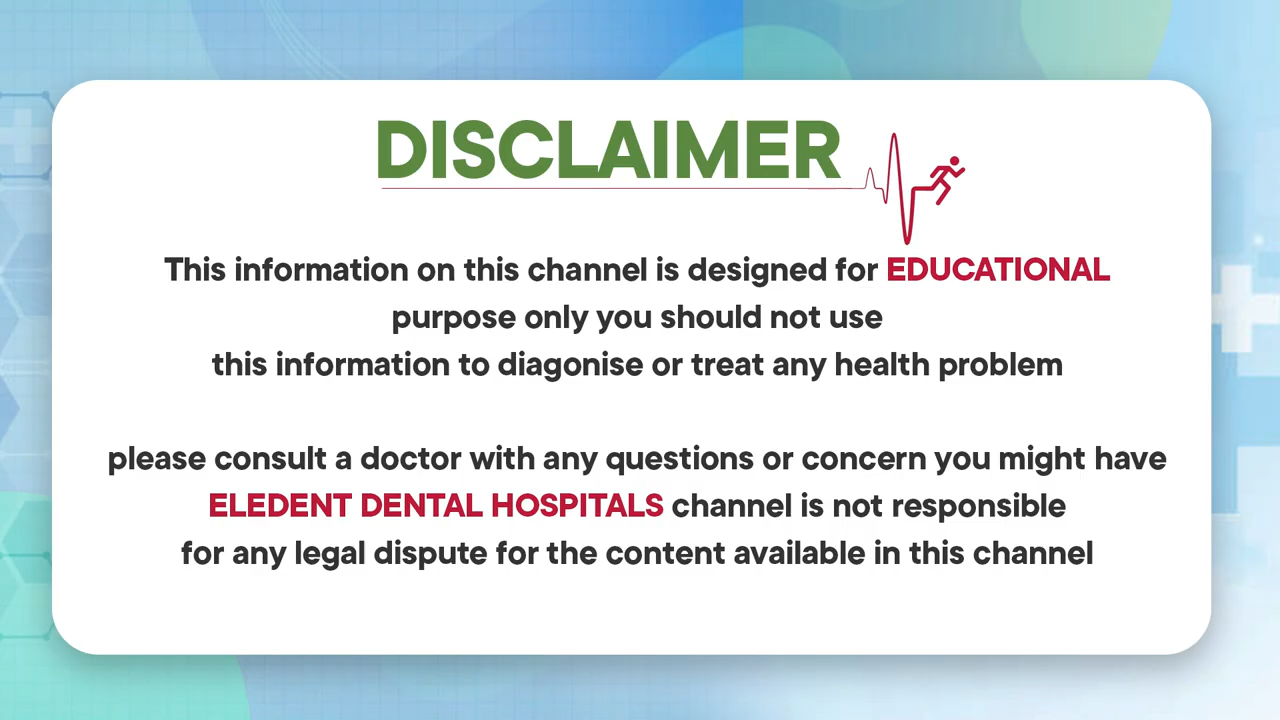 DISCLAIMER
This information on this channel is designed for EDUCATIONAL
purpose only you should not use
this information to diagonise or treat any health problem
please consult a doctor with any questions or concern you might have
ELEDENT DENTAL HOSPITALS channel is not responsible
for any legal dispute for the content available in this channel